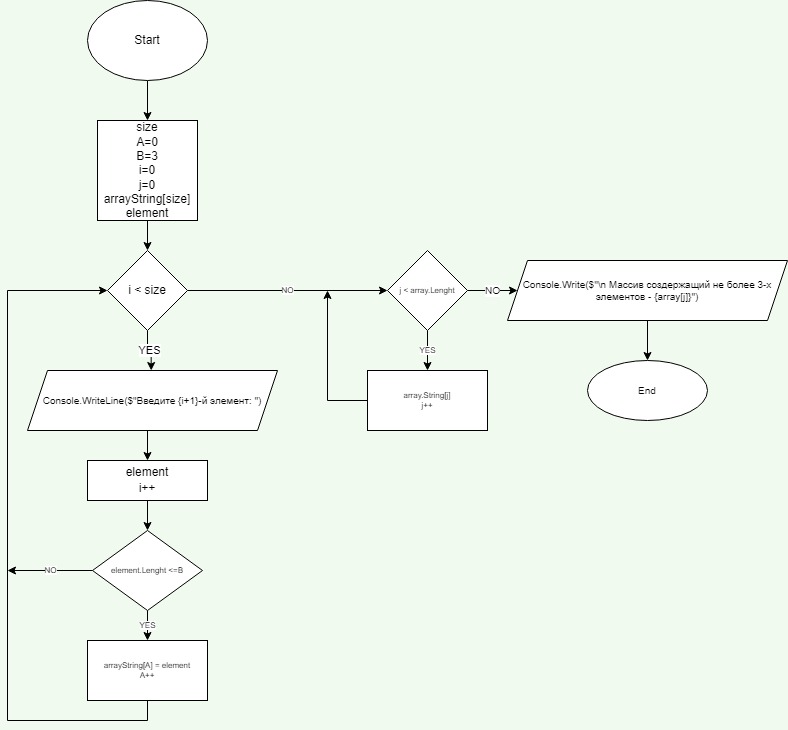 Start
size
A=0
B=3
i=0
j=0
arrayString[size]
element
i < size
NO
j < array.Lenght
NO
Console.Write($"\n Массив создержащий не более 3-х
элементов - {array[j]}")
YES
YES
End
Console.WriteLine($"Введите {i+1}-й элемент: ")
array.String[j]
j++
element
i++
element.Lenght <=B
NO
YES
arrayString[A] = element
A++